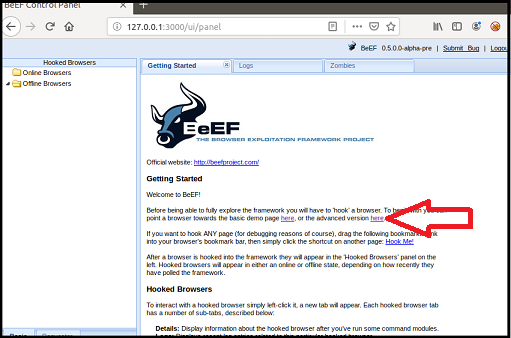 BeEF Control Panel
127.0.0.1:3000/ui/panel
BeEF 0.5.0.0-alpha-pre | Submit Bug | Logout
Hooked Browsers
Online Browsers
Offline Browsers
Getting Started
Logs
Zombies
BeEF
THE BROWSER EXPLOITATION FRAMEWORK PROJECT
Official website: http://beefproject.com/
Getting Started
Welcome to BeEF!
Before being able to fully explore the framework you will have to 'hook' a browser. To be with you can
point a browser towards the basic demo page here, or the advanced version here.
If you want to hook ANY page (for debugging reasons of course), drag the following bookmark
into your browser's bookmark bar, then simply click the shortcut on another page: Hook Me!
After a browser is hooked into the framework they will appear in the 'Hooked Browsers' panel on the
left. Hooked browsers will appear in either an online or offline state, depending on how recently they
have polled the framework.
Hooked Browsers
To interact with a hooked browser simply left-click it, a new tab will appear. Each hooked browser tab
has a number of sub-tabs, described below:
Details: Display information about the hooked browser after you've run some command modules.